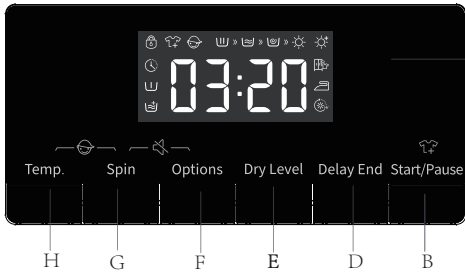 03:20
Temp. Spin Options Dry Level Delay End Start/Pause
H G F E D B